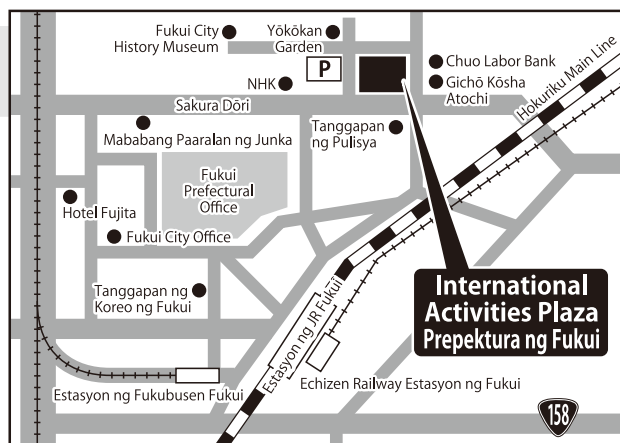 Fukui City
History Museum
Yōkōkan
Garden
P
NHK
Chuo Labor Bank
Gichō Kōsha
Atochi
Hokuriku Main Line
Sakura Dōri
Mababang Paaralan ng Junka
Tanggapan
ng Pulisya
Fukui
Prefectural
Office
Hotel Fujita
Fukui City Office
Tanggapan ng
Koreo ng Fukui
Estasyon ng JR Fukui
International
Activities Plaza
Prepektura ng Fukui
Estasyon ng Fukubusen Fukui
Echizen Railway Estasyon ng Fukui
158